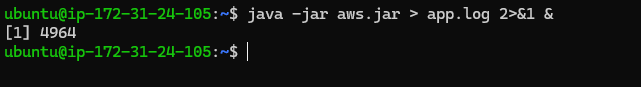 ubuntu@ip-172-31-24-105:~$ java -jar aws.jar > app.log 2>&1 &
[1] 4964
ubuntu@ip-172-31-24-105:~$